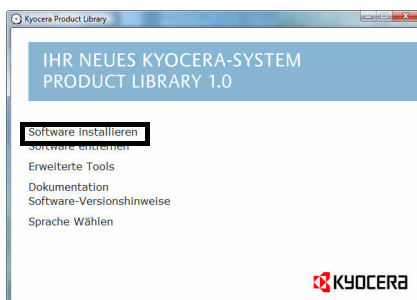 Kyocera Product Library
IHR NEUES KYOCERA-SYSTEM
PRODUCT LIBRARY 1.0
Software installieren
Software entfernen
Erweiterte Tools
Dokumentation
Software-Versionshinweise
Sprache Wählen
KYOCERA